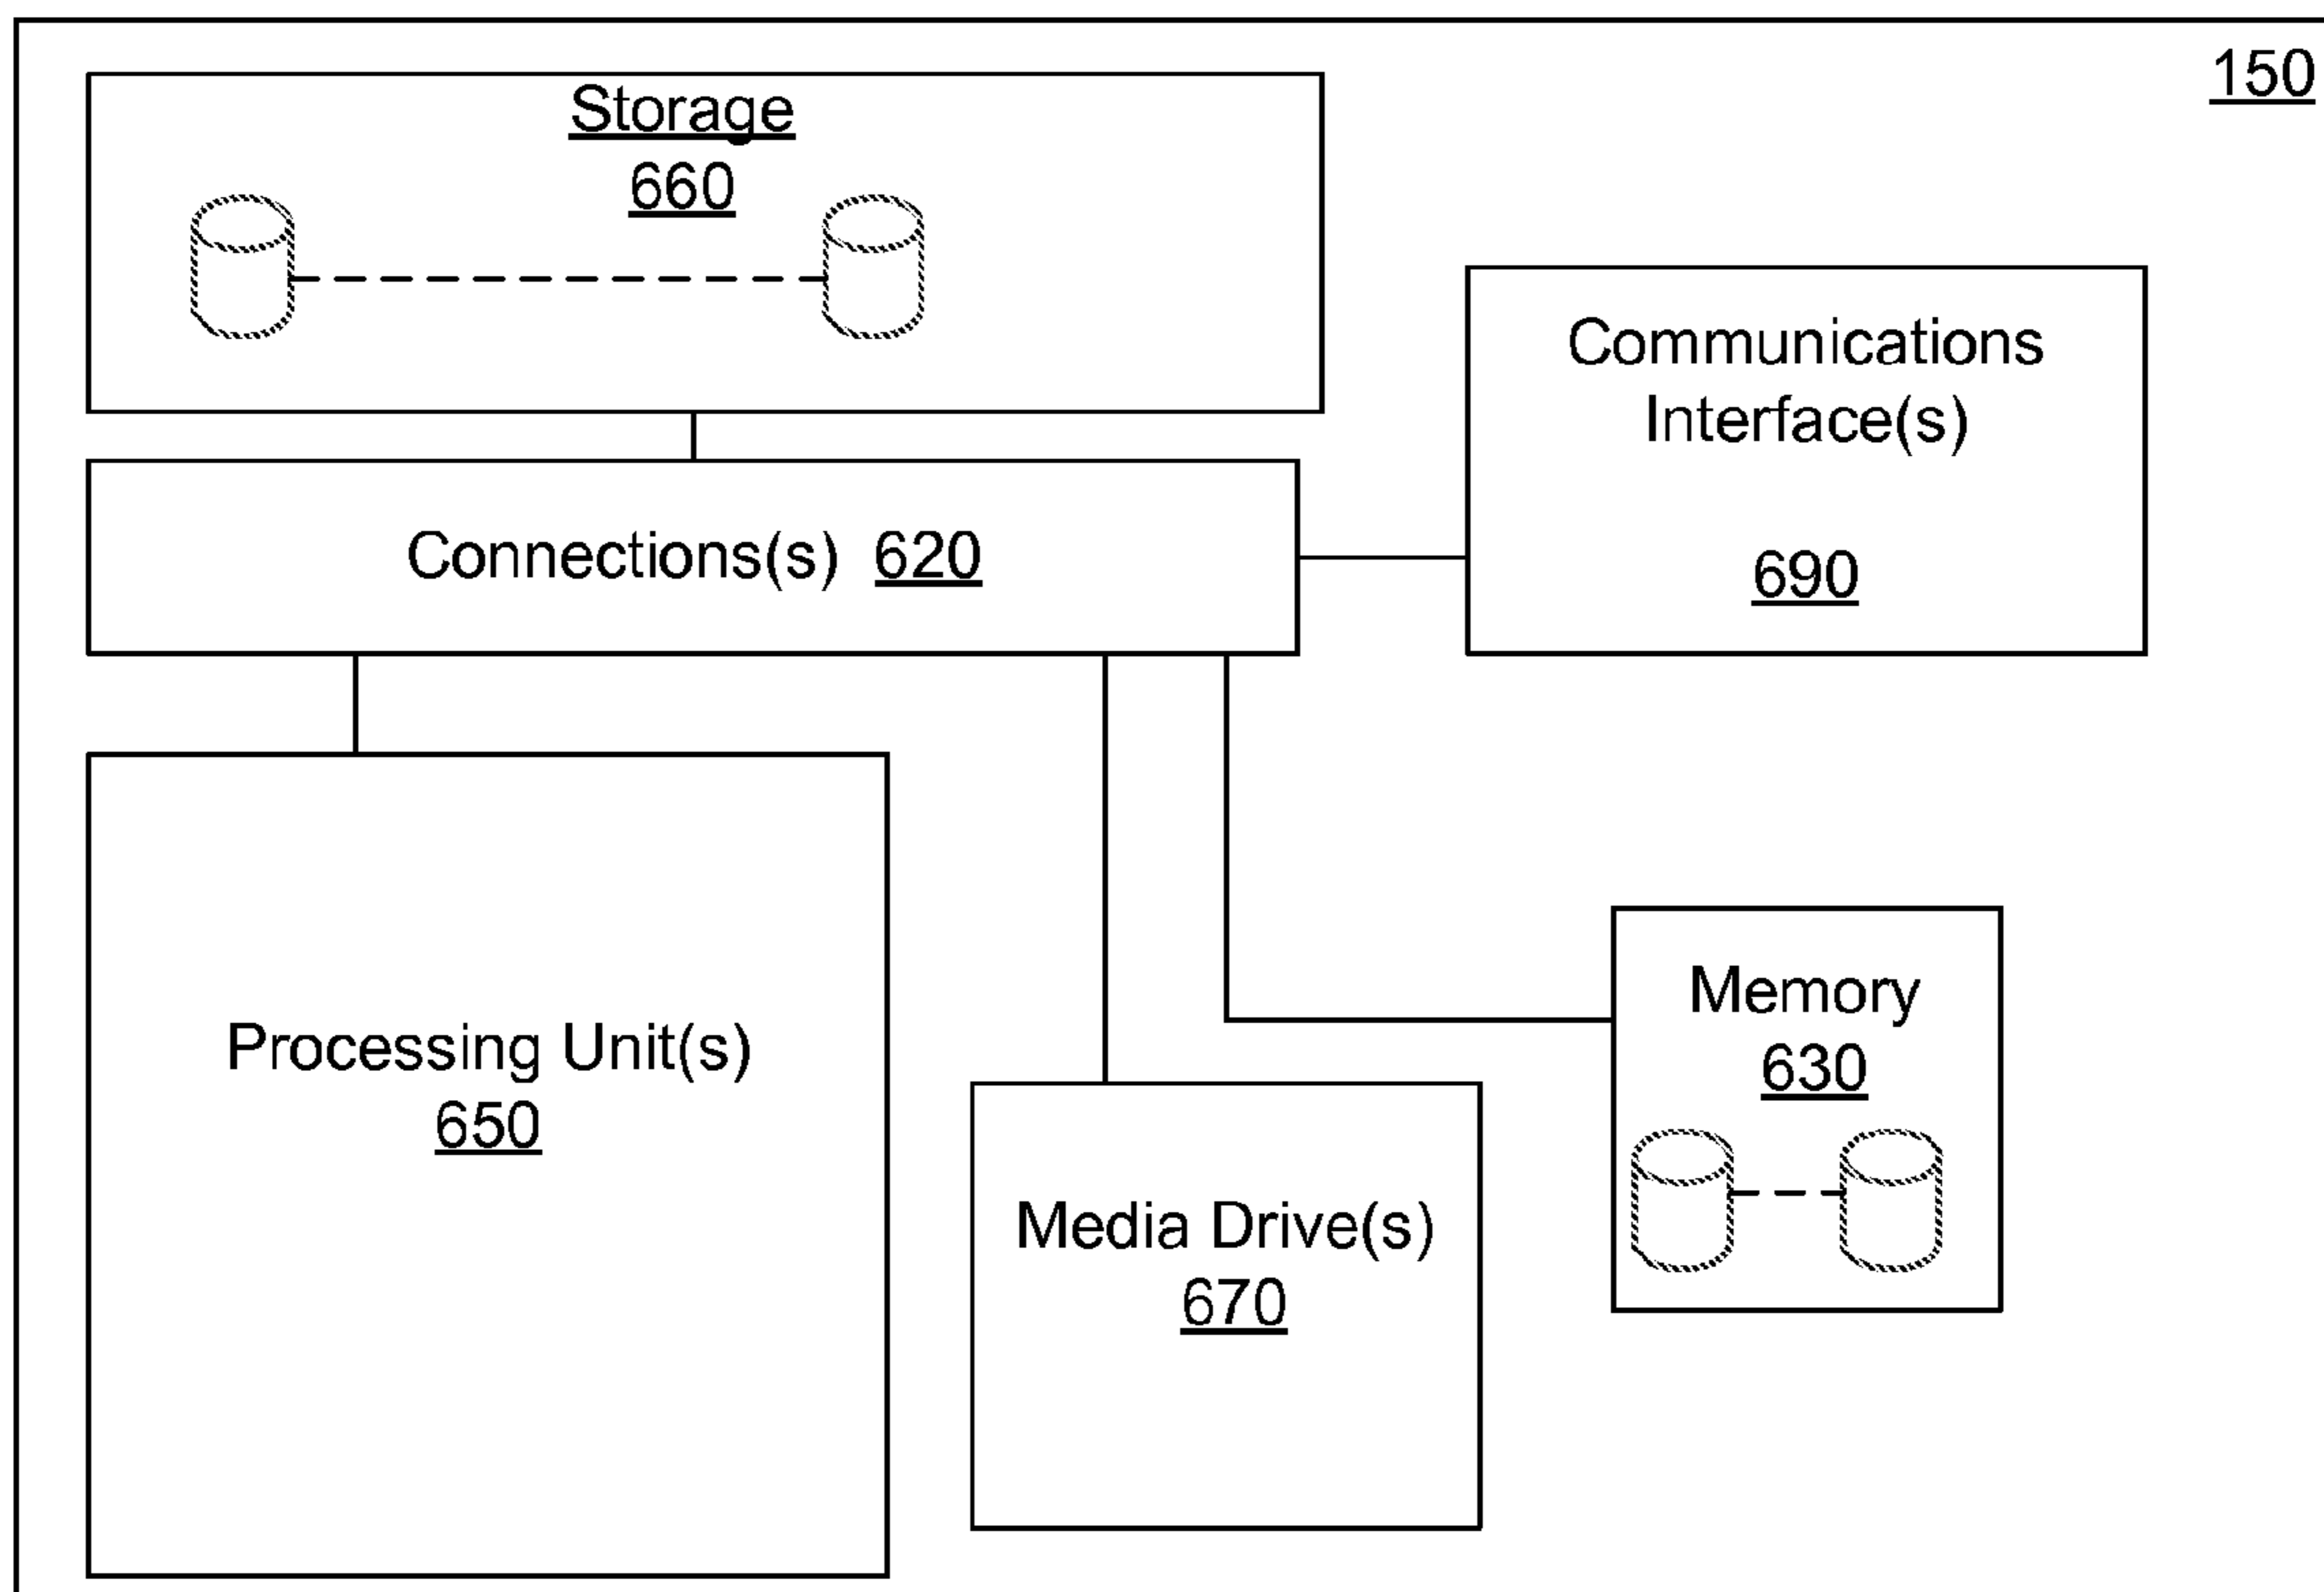 150
Storage
660
Communications
Interface(s)
690
Connections(s) 620
Processing Unit(s)
650
Media Drive(s)
670
Memory
630